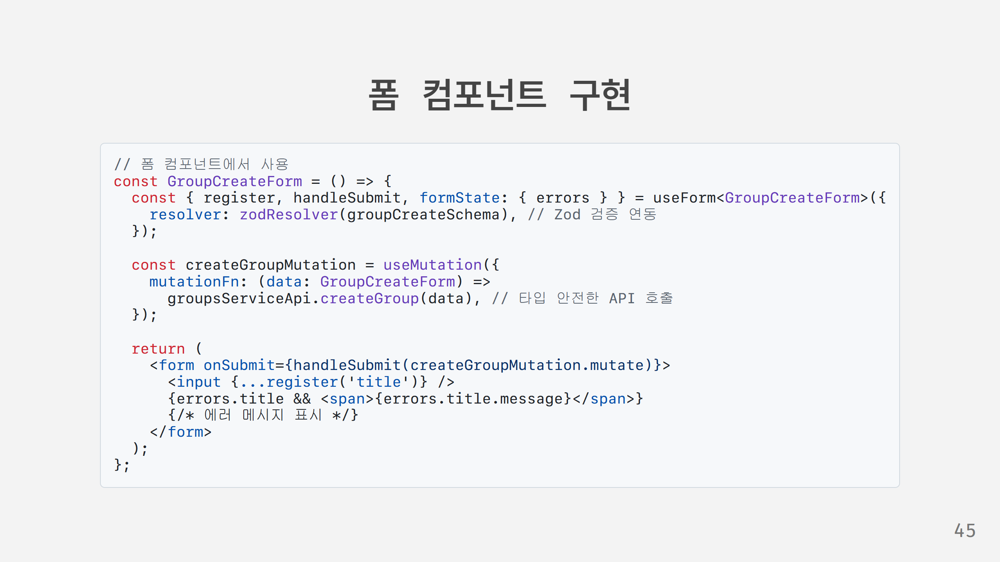 폼 컴포넌트 구현
// 폼 컴포넌트에서 사용
const GroupCreateForm = () => {
  const { register, handleSubmit, formState: { errors } } = useForm<GroupCreateForm>({
    resolver: zodResolver(groupCreateSchema), // Zod 검증 연동
  });

  const createGroupMutation = useMutation({
    mutationFn: (data: GroupCreateForm) =>
      groupsServiceApi.createGroup(data), // 타입 안전한 API 호출
  });

  return (
    <form onSubmit={handleSubmit(createGroupMutation.mutate)}>
      <input {...register('title')} />
      {errors.title && <span>{errors.title.message}</span>}
      {/* 에러 메시지 표시 */}
    </form>
  );
};
45